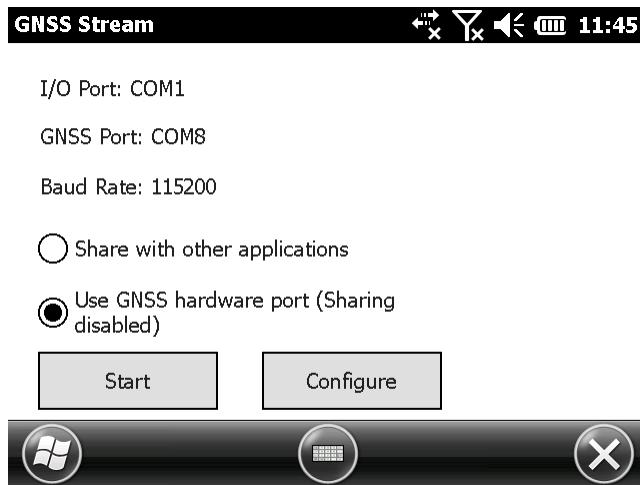 GNSS Stream 11:45
I/O Port: COM1
GNSS Port: COM8
Baud Rate: 115200
Share with other applications
Use GNSS hardware port (Sharing
disabled)
Start Configure